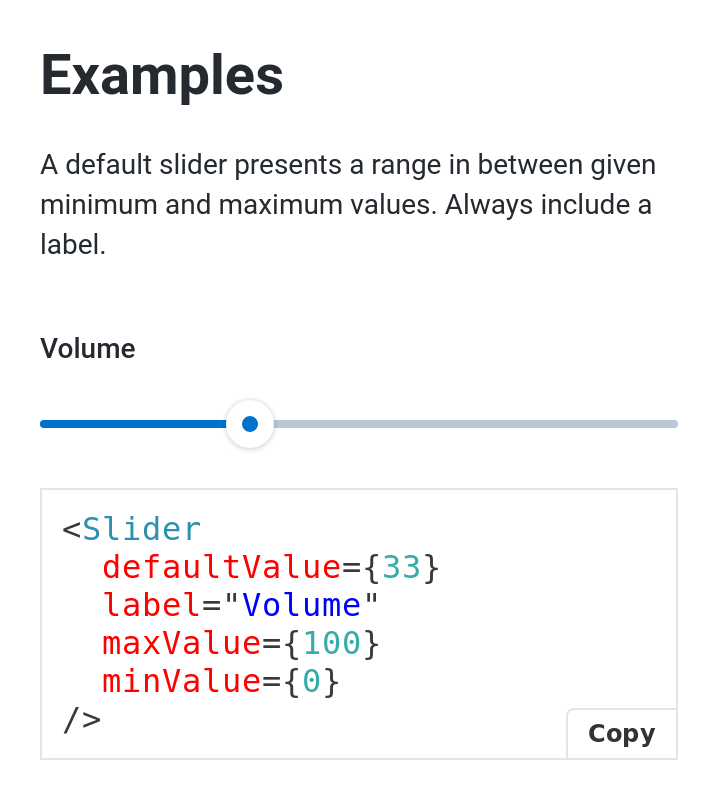 Examples
A default slider presents a range in between given
minimum and maximum values. Always include a
label.
Volume
<Slider
  defaultValue={33}
  label="Volume"
  maxValue={100}
  minValue={0}
/>
Copy